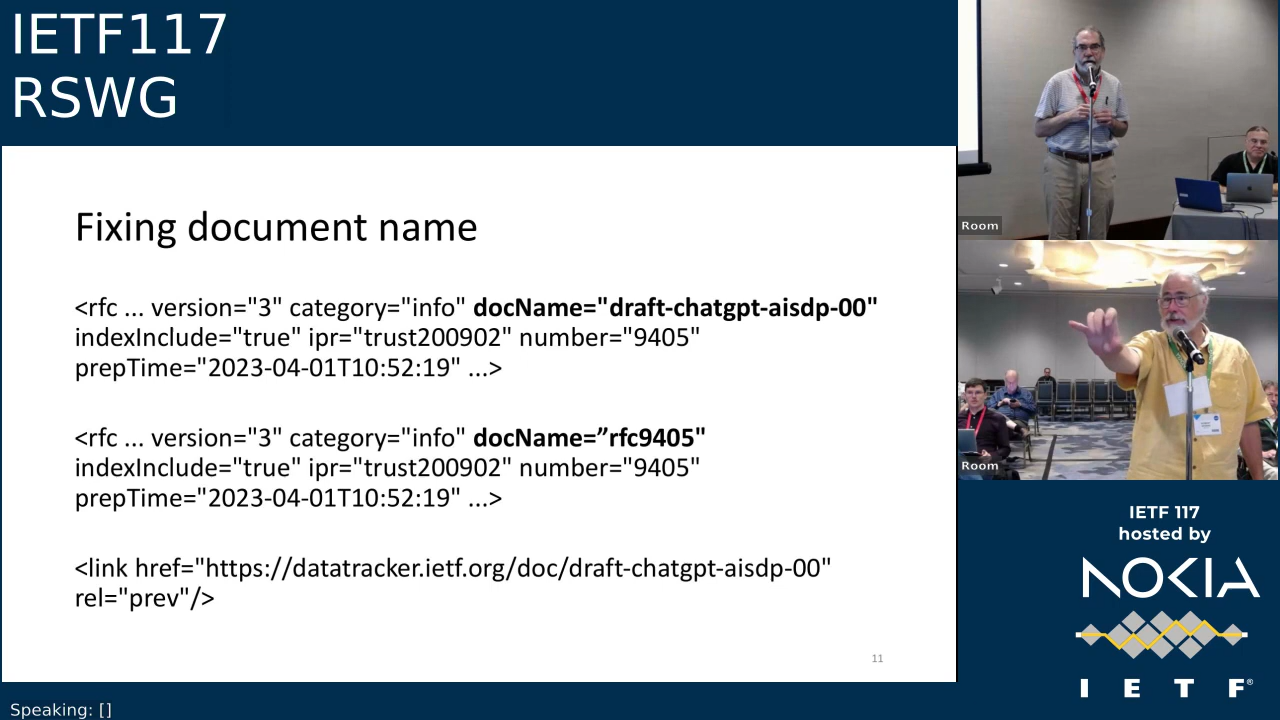 IETF117
RSWG
Fixing document name
<rfc ... version="3" category="info" docName="draft-chatgpt-aisdp-00"
indexInclude="true" ipr="trust200902" number="9405"
prepTime="2023-04-01T10:52:19" ...>
<rfc ... version="3" category="info" docName=”rfc9405"
indexInclude="true" ipr="trust200902" number="9405"
prepTime="2023-04-01T10:52:19" ...>
<link href="https://datatracker.ietf.org/doc/draft-chatgpt-aisdp-00"
rel="prev"/>
11
Speaking: []
Room
Room
IETF 117
hosted by
NOKIA
I E T F®